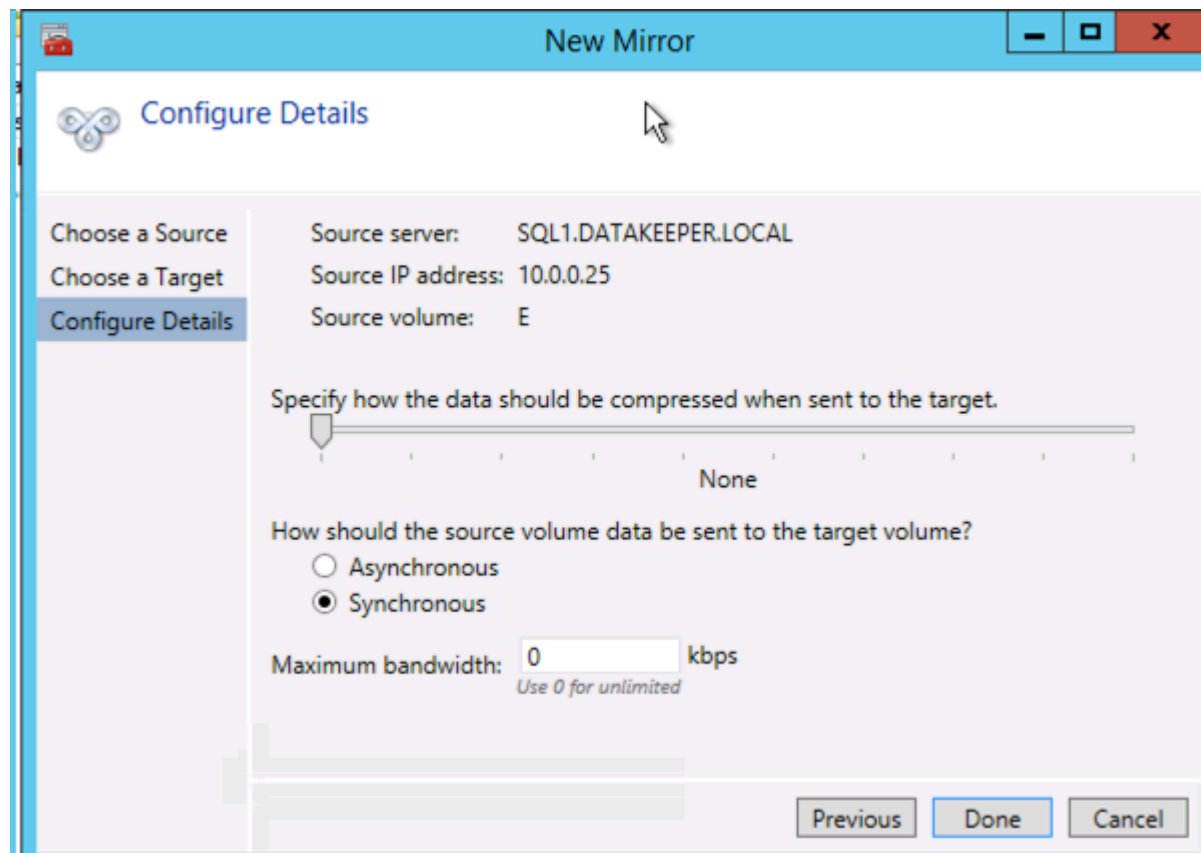 New Mirror
Configure Details
Choose a Source
Choose a Target
Configure Details
Source server: SQL1.DATAKEEPER.LOCAL
Source IP address: 10.0.0.25
Source volume: E
Specify how the data should be compressed when sent to the target.
None
How should the source volume data be sent to the target volume?
Asynchronous
Synchronous
Maximum bandwidth: 0 kbps
Use 0 for unlimited
Previous Done Cancel